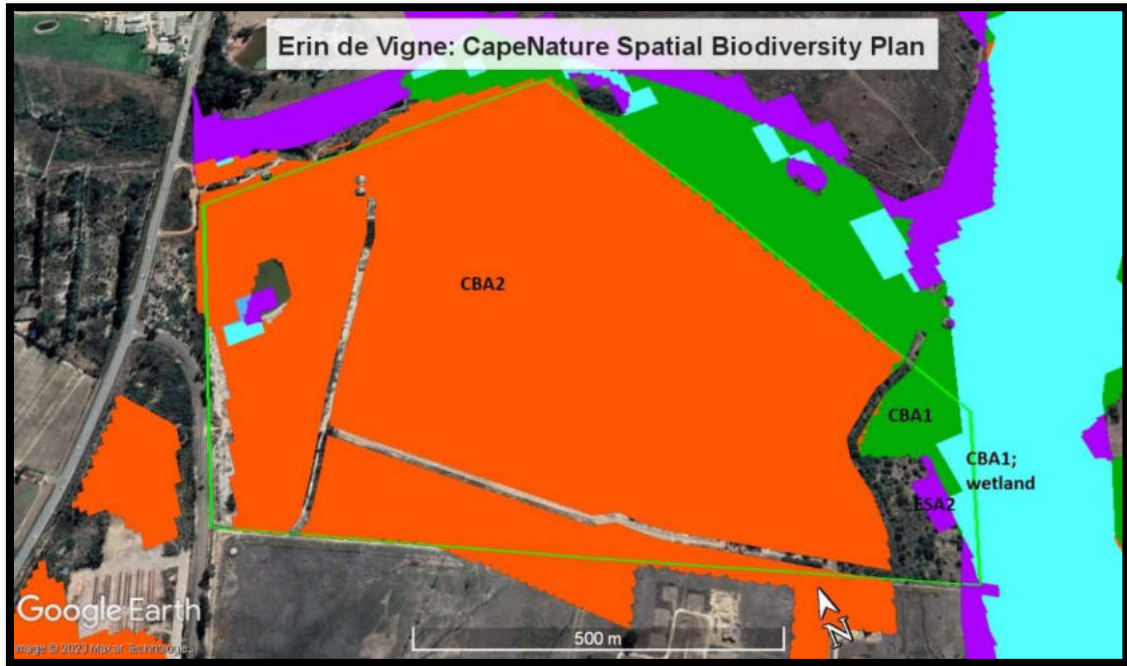 Erin de Vigne: CapeNature Spatial Biodiversity Plan
CBA2
CBA1
CBA1;
wetland
ESA2
N
500 m
Google Earth
Image © 2023 Maxar Technologies